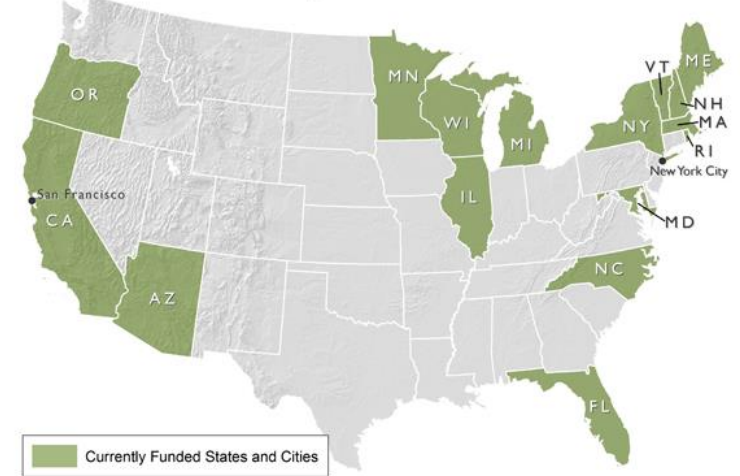 ME
VT
MN
OR
NH
MA
WI
NY
MI
RI
New York City
San Francisco
IL
CA
MD
NC
AZ
FL
Currently Funded States and Cities